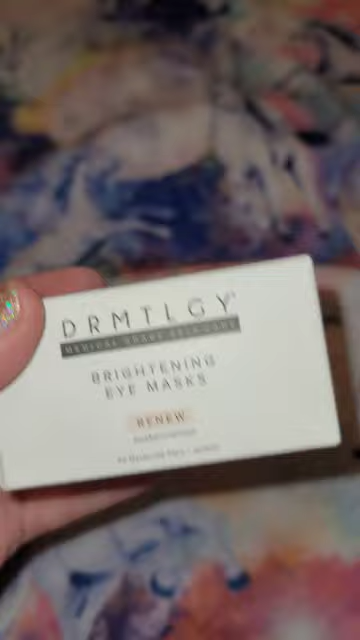 DRMTLGY
MEDICAL GRADE SKIN CARE
BRIGHTENING
EYE MASKS
RENEW